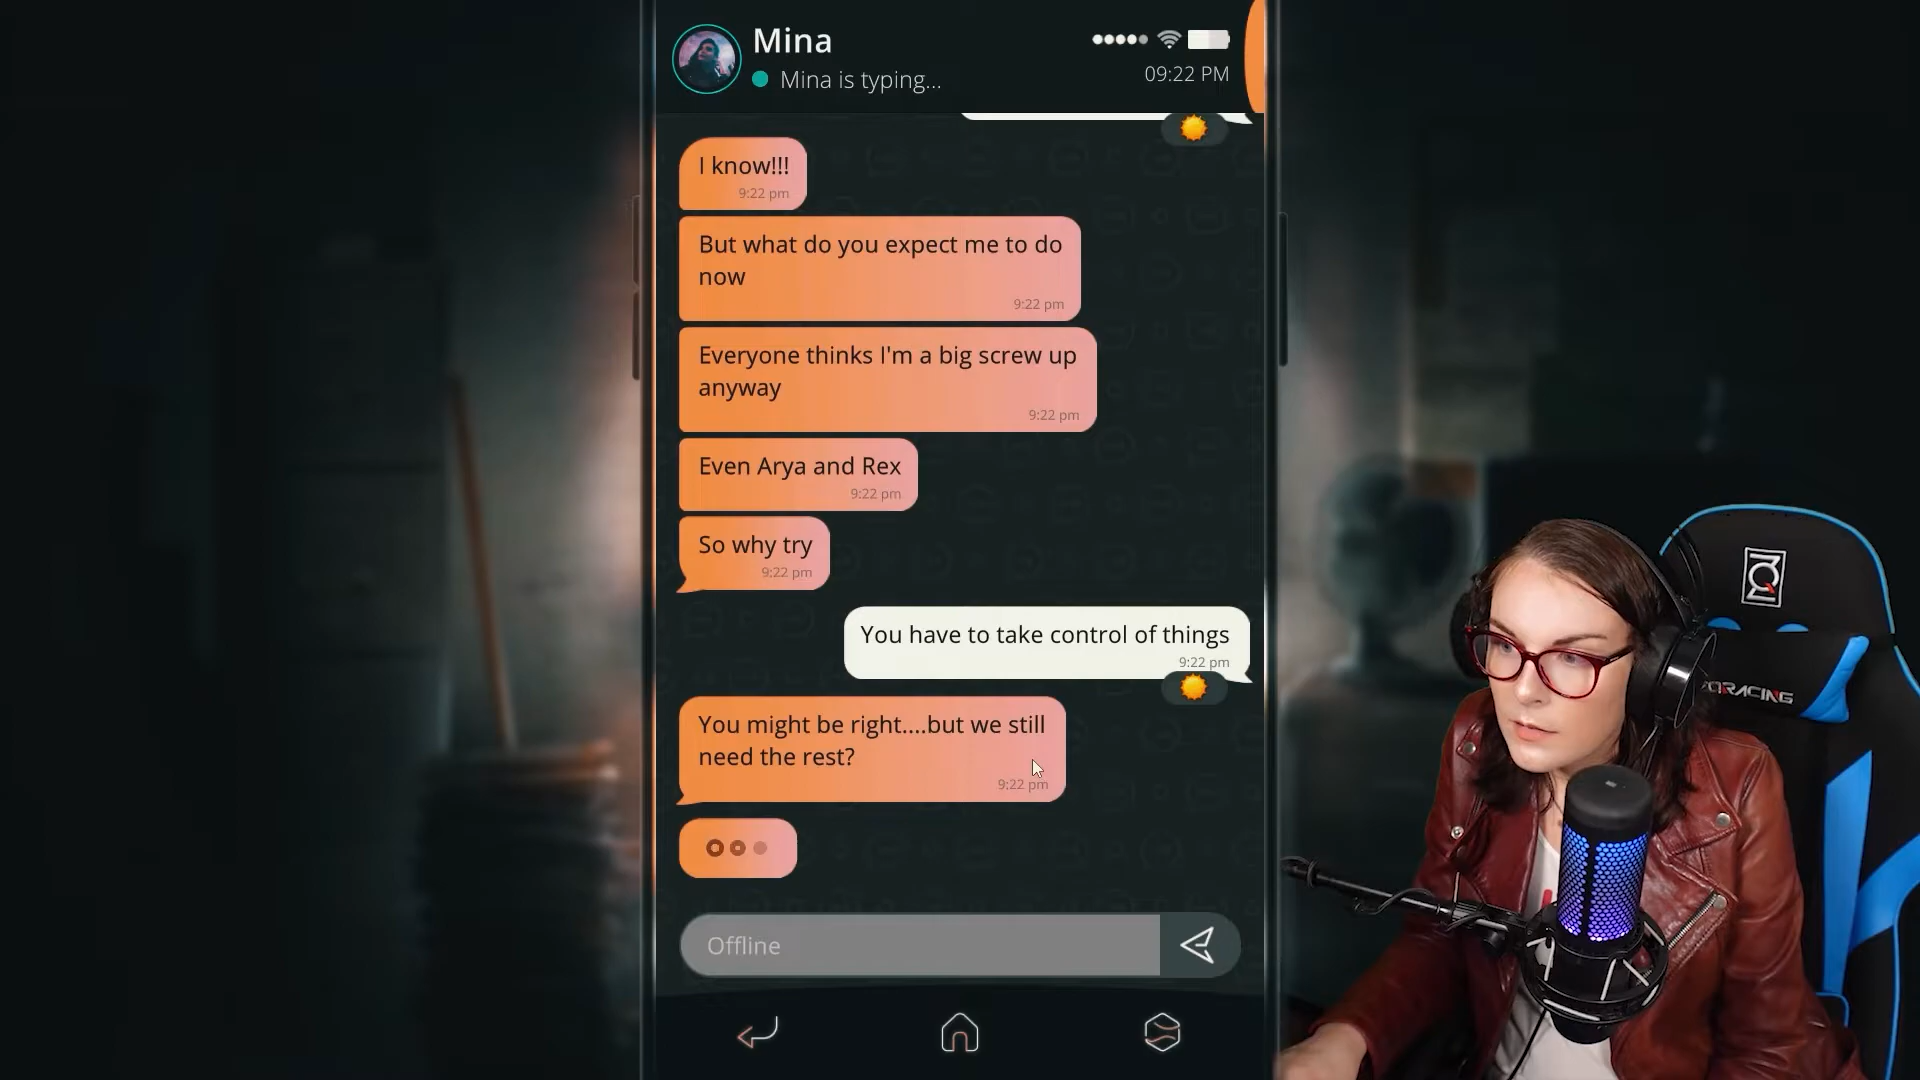 Mina
Mina is typing...
09:22 PM
I know!!!
9:22 pm
But what do you expect me to do
now
9:22 pm
Everyone thinks I'm a big screw up
anyway
9:22 pm
Even Arya and Rex
9:22 pm
So why try
9:22 pm
You have to take control of things
9:22 pm
You might be right....but we still
need the rest?
9:22 pm
Offline